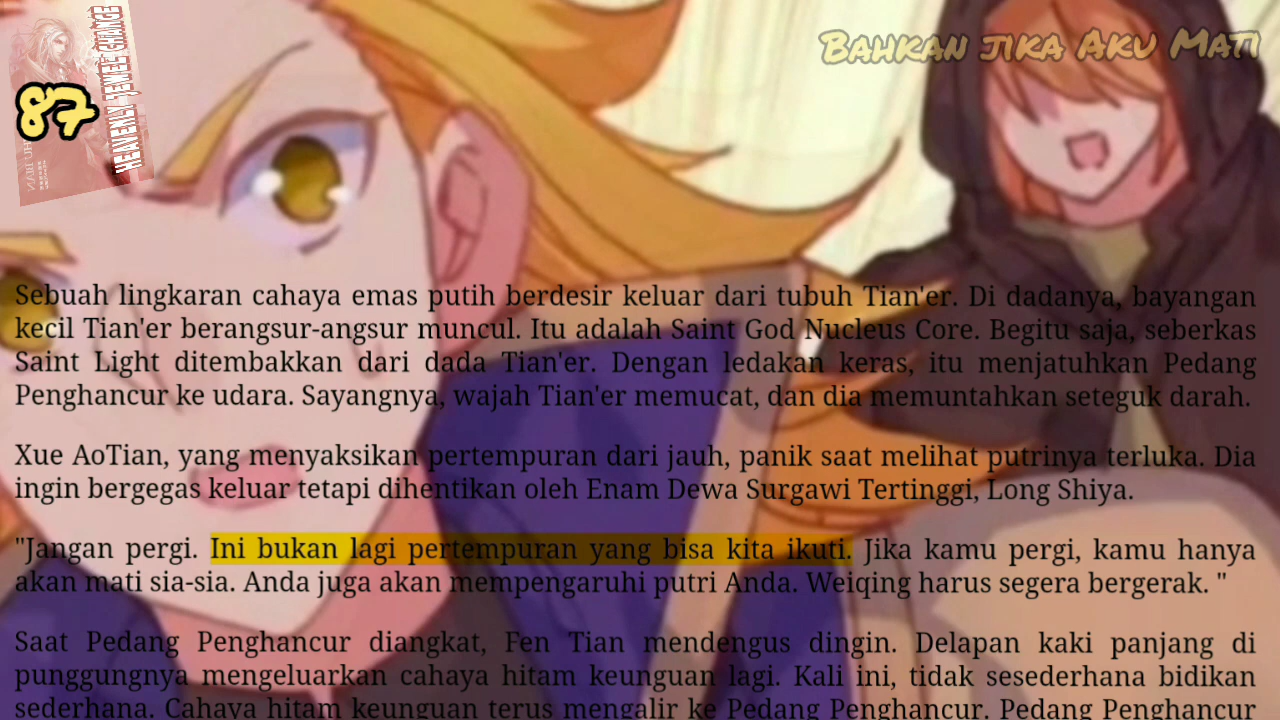 Bahkan jika Aku Mati
87
HEAVENLY JEWEL CHANGE
Sebuah lingkaran cahaya emas putih berdesir keluar dari tubuh Tian'er. Di dadanya, bayangan
kecil Tian'er berangsur-angsur muncul. Itu adalah Saint God Nucleus Core. Begitu saja, seberkas
Saint Light ditembakkan dari dada Tian'er. Dengan ledakan keras, itu menjatuhkan Pedang
Penghancur ke udara. Sayangnya, wajah Tian'er memucat, dan dia memuntahkan seteguk darah.
Xue AoTian, yang menyaksikan pertempuran dari jauh, panik saat melihat putrinya terluka. Dia
ingin bergegas keluar tetapi dihentikan oleh Enam Dewa Surgawi Tertinggi, Long Shiya.
"Jangan pergi. Ini bukan lagi pertempuran yang bisa kita ikuti. Jika kamu pergi, kamu hanya
akan mati sia-sia. Anda juga akan mempengaruhi putri Anda. Weiqing harus segera bergerak. "
Saat Pedang Penghancur diangkat, Fen Tian mendengus dingin. Delapan kaki panjang di
punggungnya mengeluarkan cahaya hitam keunguan lagi. Kali ini, tidak sesederhana bidikan
sederhana. Cahaya hitam keunguan terus mengalir ke Pedang Penghancur. Pedang Penghancur